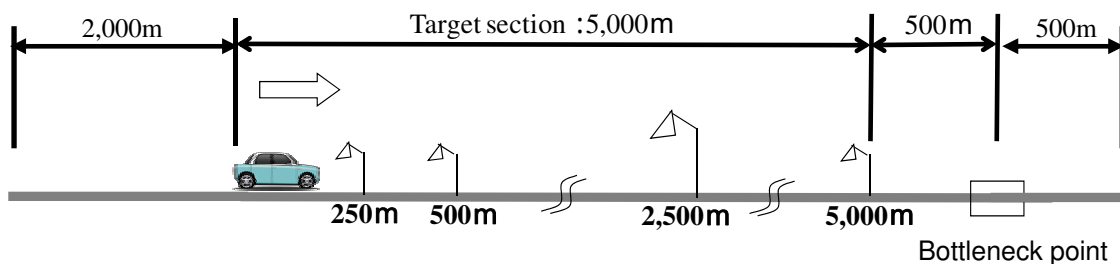 2,000m
Target section :5,000m
500m
500m
250m
500m
2,500m
5,000m
Bottleneck point